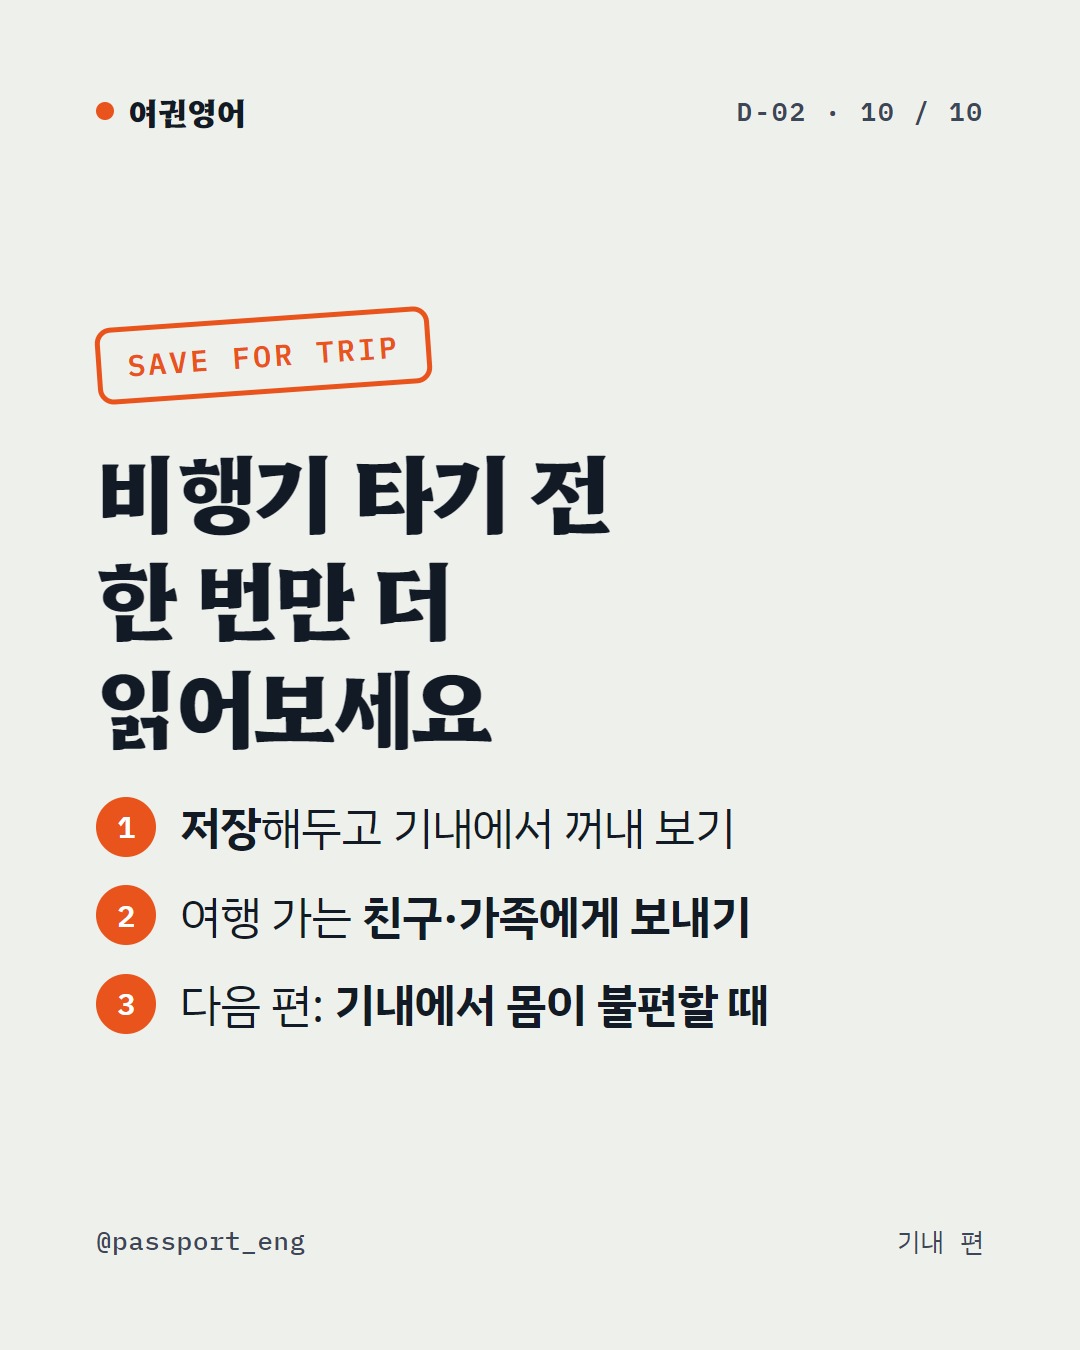 여권영어
D-02 · 10 / 10
SAVE FOR TRIP
비행기 타기 전
한 번만 더
읽어보세요
1 저장해두고 기내에서 꺼내 보기
2 여행 가는 친구·가족에게 보내기
3 다음 편: 기내에서 몸이 불편할 때
@passport_eng
기내 편